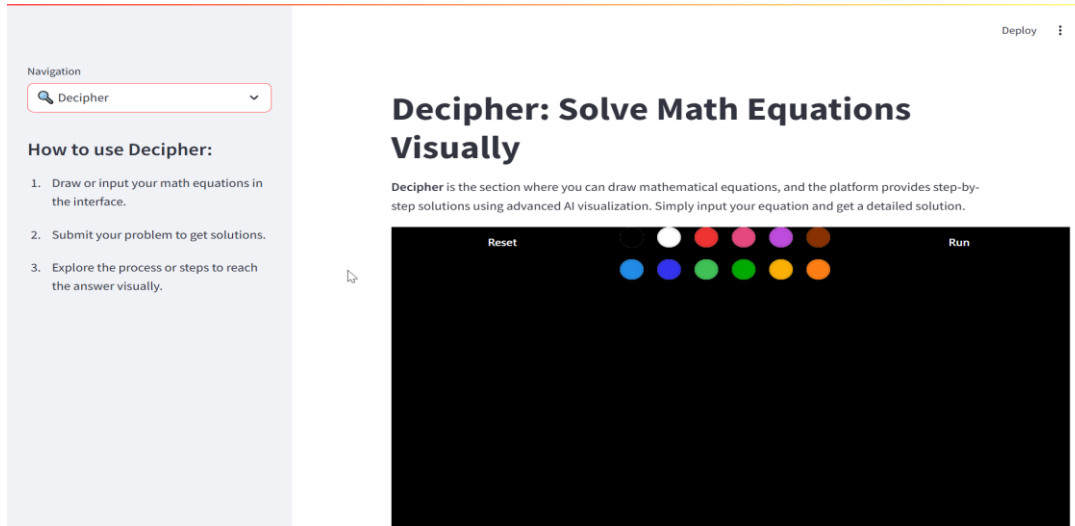 Deploy
Navigation
Decipher
How to use Decipher:
1. Draw or input your math equations in
the interface.
2. Submit your problem to get solutions.
3. Explore the process or steps to reach
the answer visually.
Decipher: Solve Math Equations
Visually
Decipher is the section where you can draw mathematical equations, and the platform provides step-by-
step solutions using advanced AI visualization. Simply input your equation and get a detailed solution.
Reset
Run